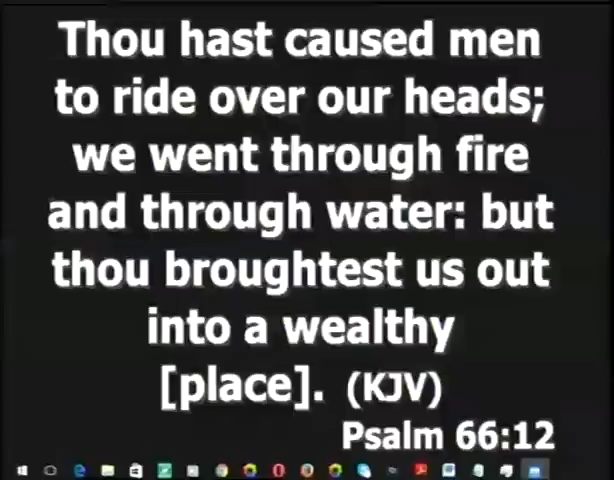 Thou hast caused men
to ride over our heads;
we went through fire
and through water: but
thou broughtest us out
into a wealthy
[place]. (KJV)
Psalm 66:12